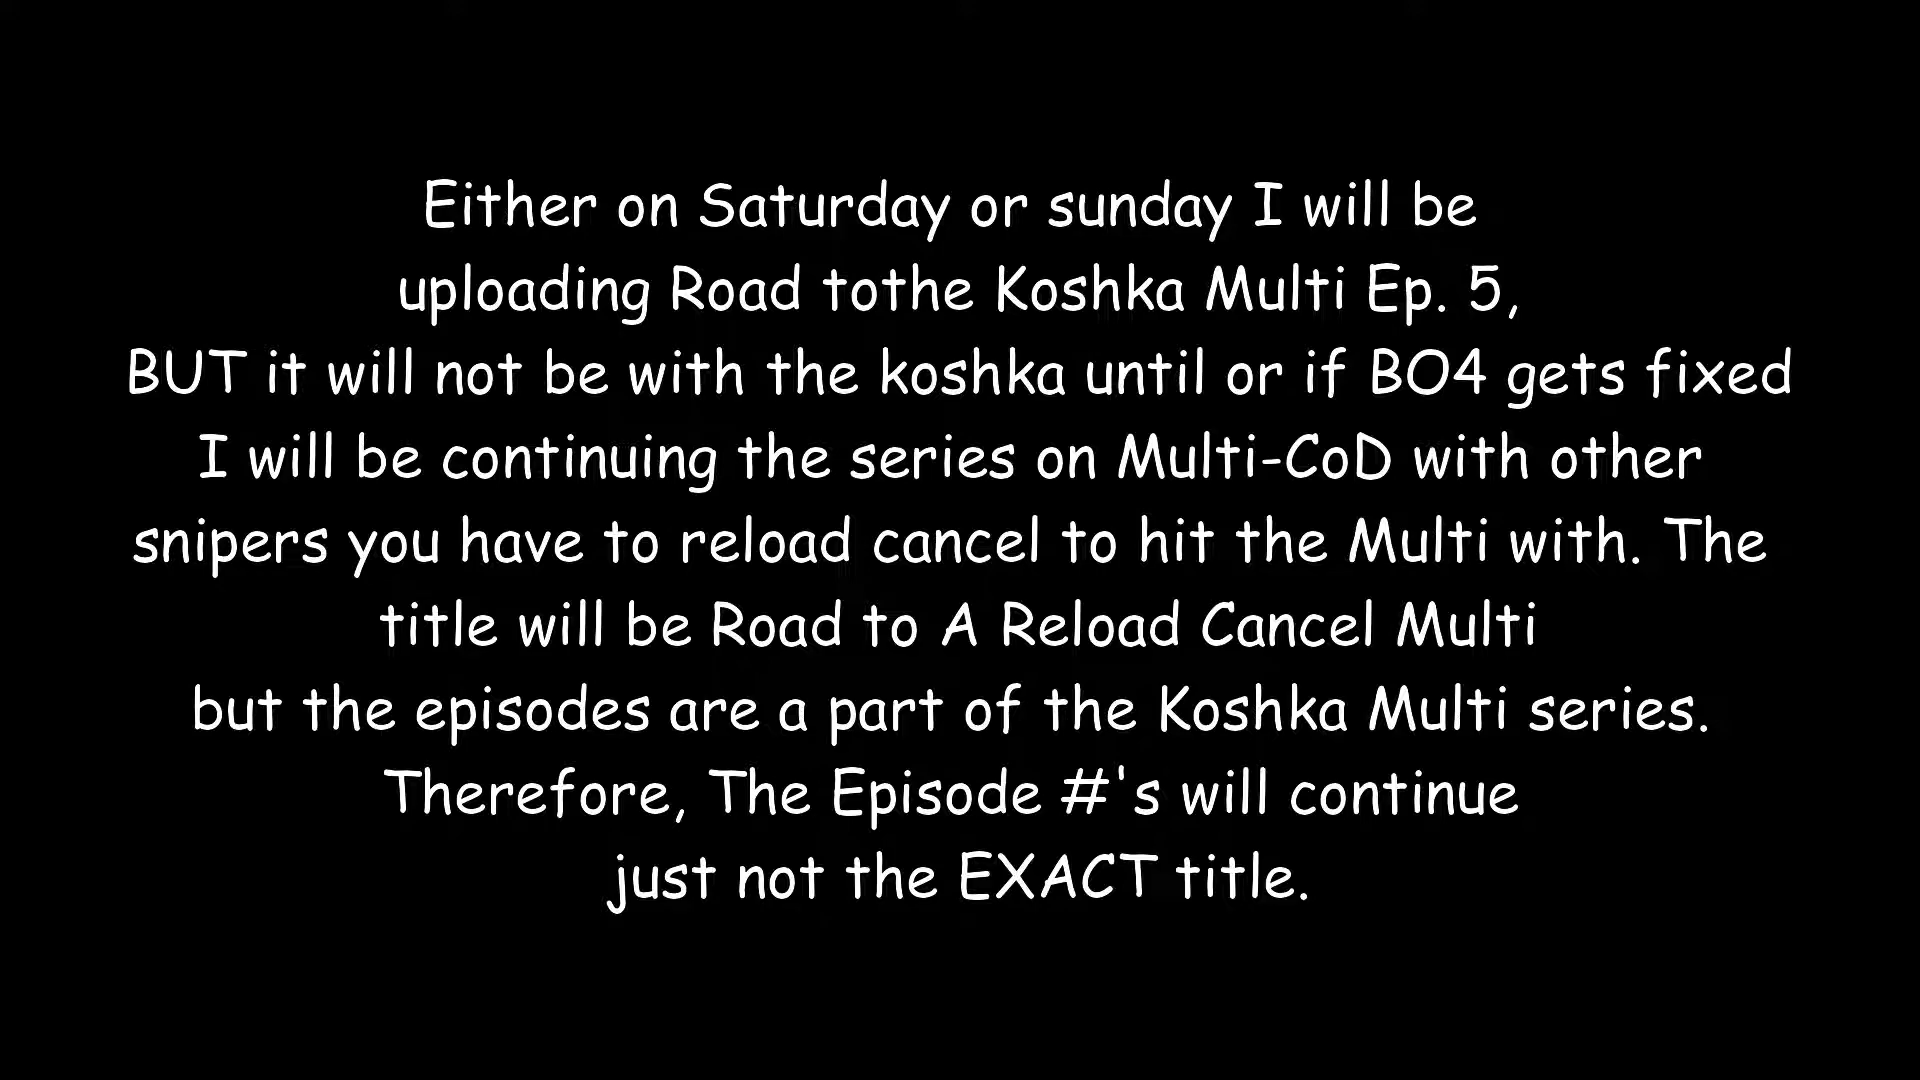 Either on Saturday or sunday I will be
uploading Road tothe Koshka Multi Ep. 5,
BUT it will not be with the koshka until or if BO4 gets fixed
I will be continuing the series on Multi-CoD with other
snipers you have to reload cancel to hit the Multi with. The
title will be Road to A Reload Cancel Multi
but the episodes are a part of the Koshka Multi series.
Therefore, The Episode #'s will continue
just not the EXACT title.